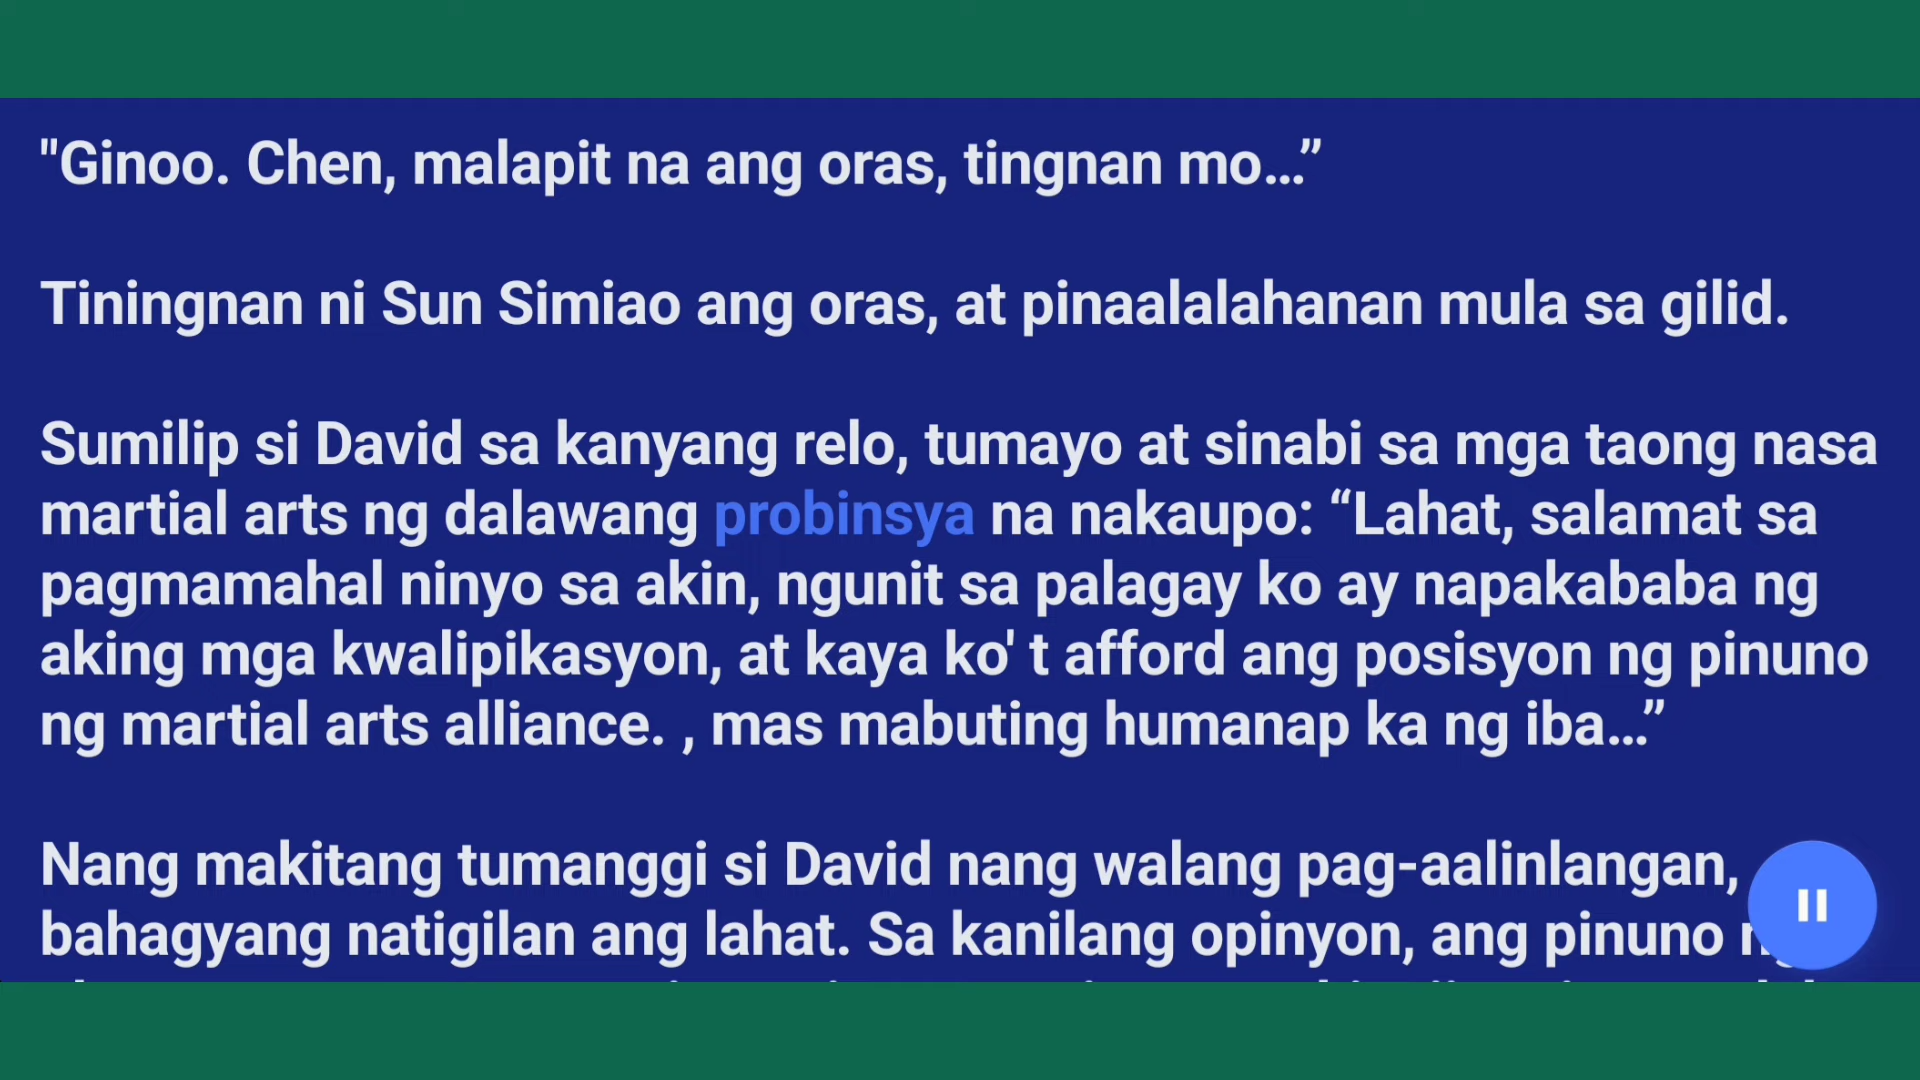 "Ginoo. Chen, malapit na ang oras, tingnan mo…”
Tiningnan ni Sun Simiao ang oras, at pinaalalahanan mula sa gilid.
Sumilip si David sa kanyang relo, tumayo at sinabi sa mga taong nasa
martial arts ng dalawang probinsya na nakaupo: “Lahat, salamat sa
pagmamahal ninyo sa akin, ngunit sa palagay ko ay napakababa ng
aking mga kwalipikasyon, at kaya ko' t afford ang posisyon ng pinuno
ng martial arts alliance. , mas mabuting humanap ka ng iba…”
Nang makitang tumanggi si David nang walang pag-aalinlangan,
bahagyang natigilan ang lahat. Sa kanilang opinyon, ang pinuno